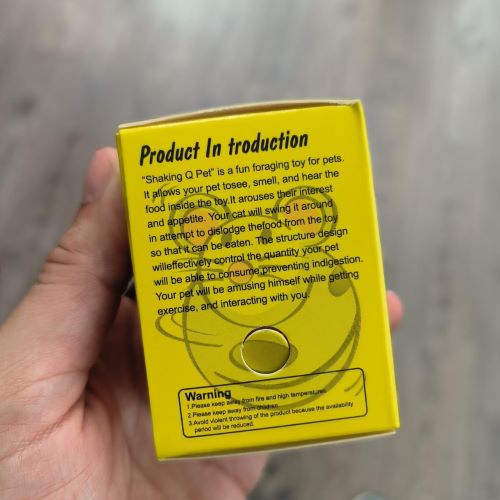 Product In troduction
"Shaking Q Pet" is a fun foraging toy for pets.
It allows your pet tosee, smell, and hear the
food inside the toy.It arouses their interest
and appetite. Your cat will swing it around
in attempt to dislodge thefood from the toy
so that it can be eaten. The structure design
willeffectively control the quantity your pet
will be able to consume,preventing indigestion.
Your pet will be amusing himself while getting
exercise, and interacting with you.
Warning
1.Please keep away from fire and high temperatures.
2.Please keep away from children
3.Avoid violent throwing of the product because the availability
period will be reduced.